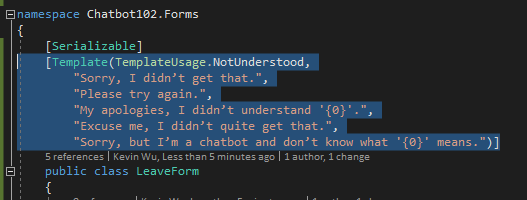 namespace Chatbot102.Forms
{
[Serializable]
[Template(TemplateUsage.NotUnderstood,
"Sorry, I didn’t get that.",
"Please try again.",
"My apologies, I didn’t understand '{0}'.",
"Excuse me, I didn’t quite get that.",
"Sorry, but I’m a chatbot and don’t know what '{0}' means.")]
5 references | Kevin Wu, Less than 5 minutes ago | 1 author, 1 change
public class LeaveForm
{